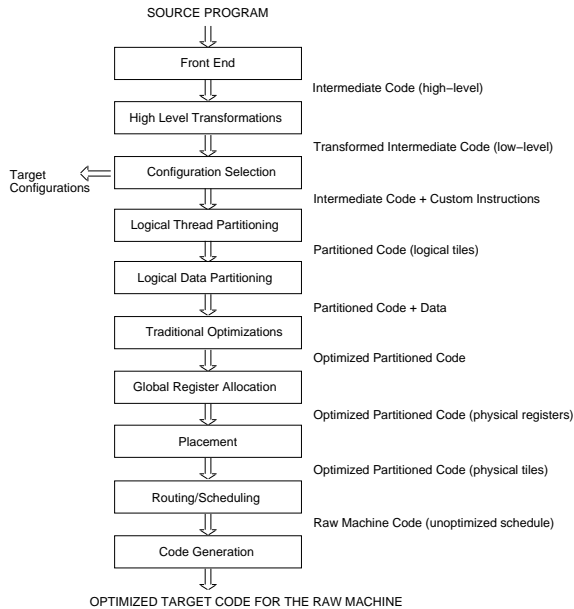 SOURCE PROGRAM
Front End
Intermediate Code (high−level)
High Level Transformations
Transformed Intermediate Code (low−level)
Target
Configurations
Configuration Selection
Intermediate Code + Custom Instructions
Logical Thread Partitioning
Partitioned Code (logical tiles)
Logical Data Partitioning
Partitioned Code + Data
Traditional Optimizations
Optimized Partitioned Code
Global Register Allocation
Optimized Partitioned Code (physical registers)
Placement
Optimized Partitioned Code (physical tiles)
Routing/Scheduling
Raw Machine Code (unoptimized schedule)
Code Generation
OPTIMIZED TARGET CODE FOR THE RAW MACHINE